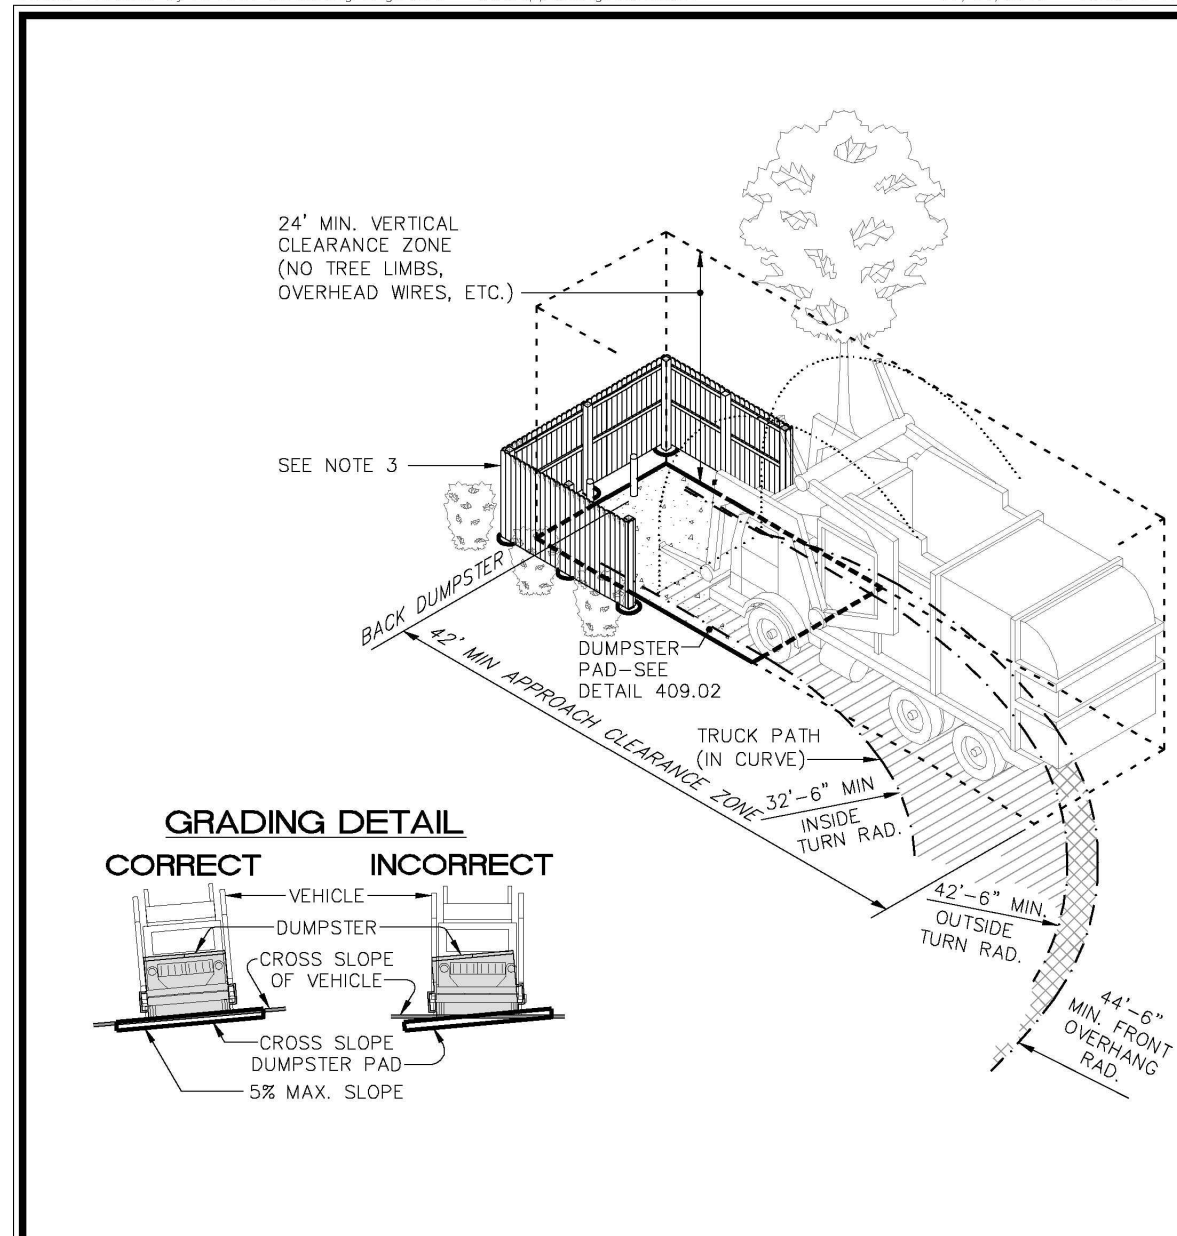 24' MIN. VERTICAL
CLEARANCE ZONE
(NO TREE LIMBS,
OVERHEAD WIRES, ETC.)
SEE NOTE 3
BACK DUMPSTER
42' MIN APPROACH CLEARANCE ZONE
DUMPSTER
PAD-SEE
DETAIL 409.02
TRUCK PATH
(IN CURVE)
32'-6" MIN
INSIDE
TURN RAD.
42'-6" MIN.
OUTSIDE
TURN RAD.
44'-6"
MIN. FRONT
OVERHANG
RAD.
GRADING DETAIL
CORRECT
INCORRECT
VEHICLE
DUMPSTER
CROSS SLOPE
OF VEHICLE
CROSS SLOPE
DUMPSTER PAD
5% MAX. SLOPE